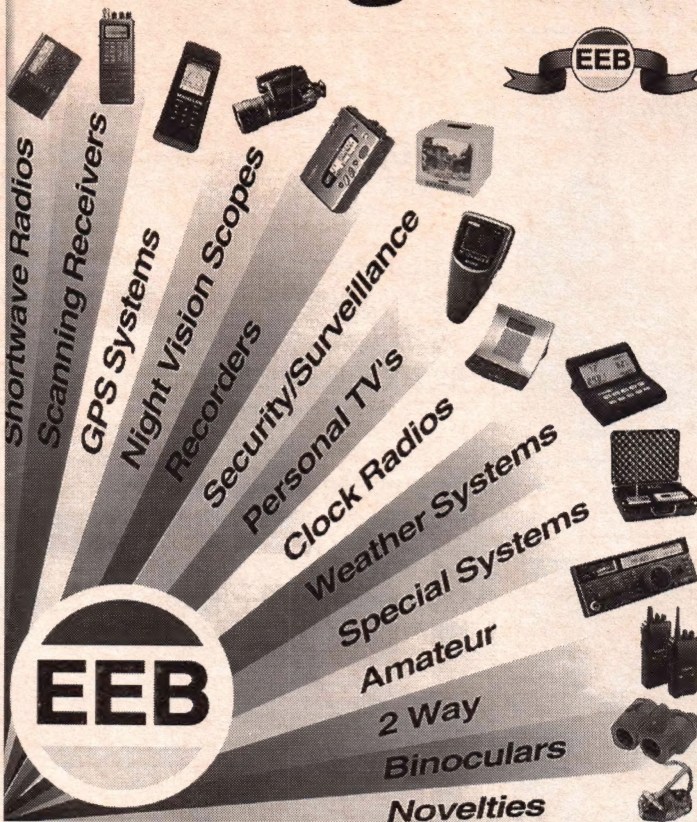 EEB
Shortwave Radios
Scanning Receivers
GPS Systems
Night Vision Scopes
Recorders
Security/Surveillance
Personal TV's
Clock Radios
Weather Systems
Special Systems
Amateur
2 Way
Binoculars
Novelties
EEB